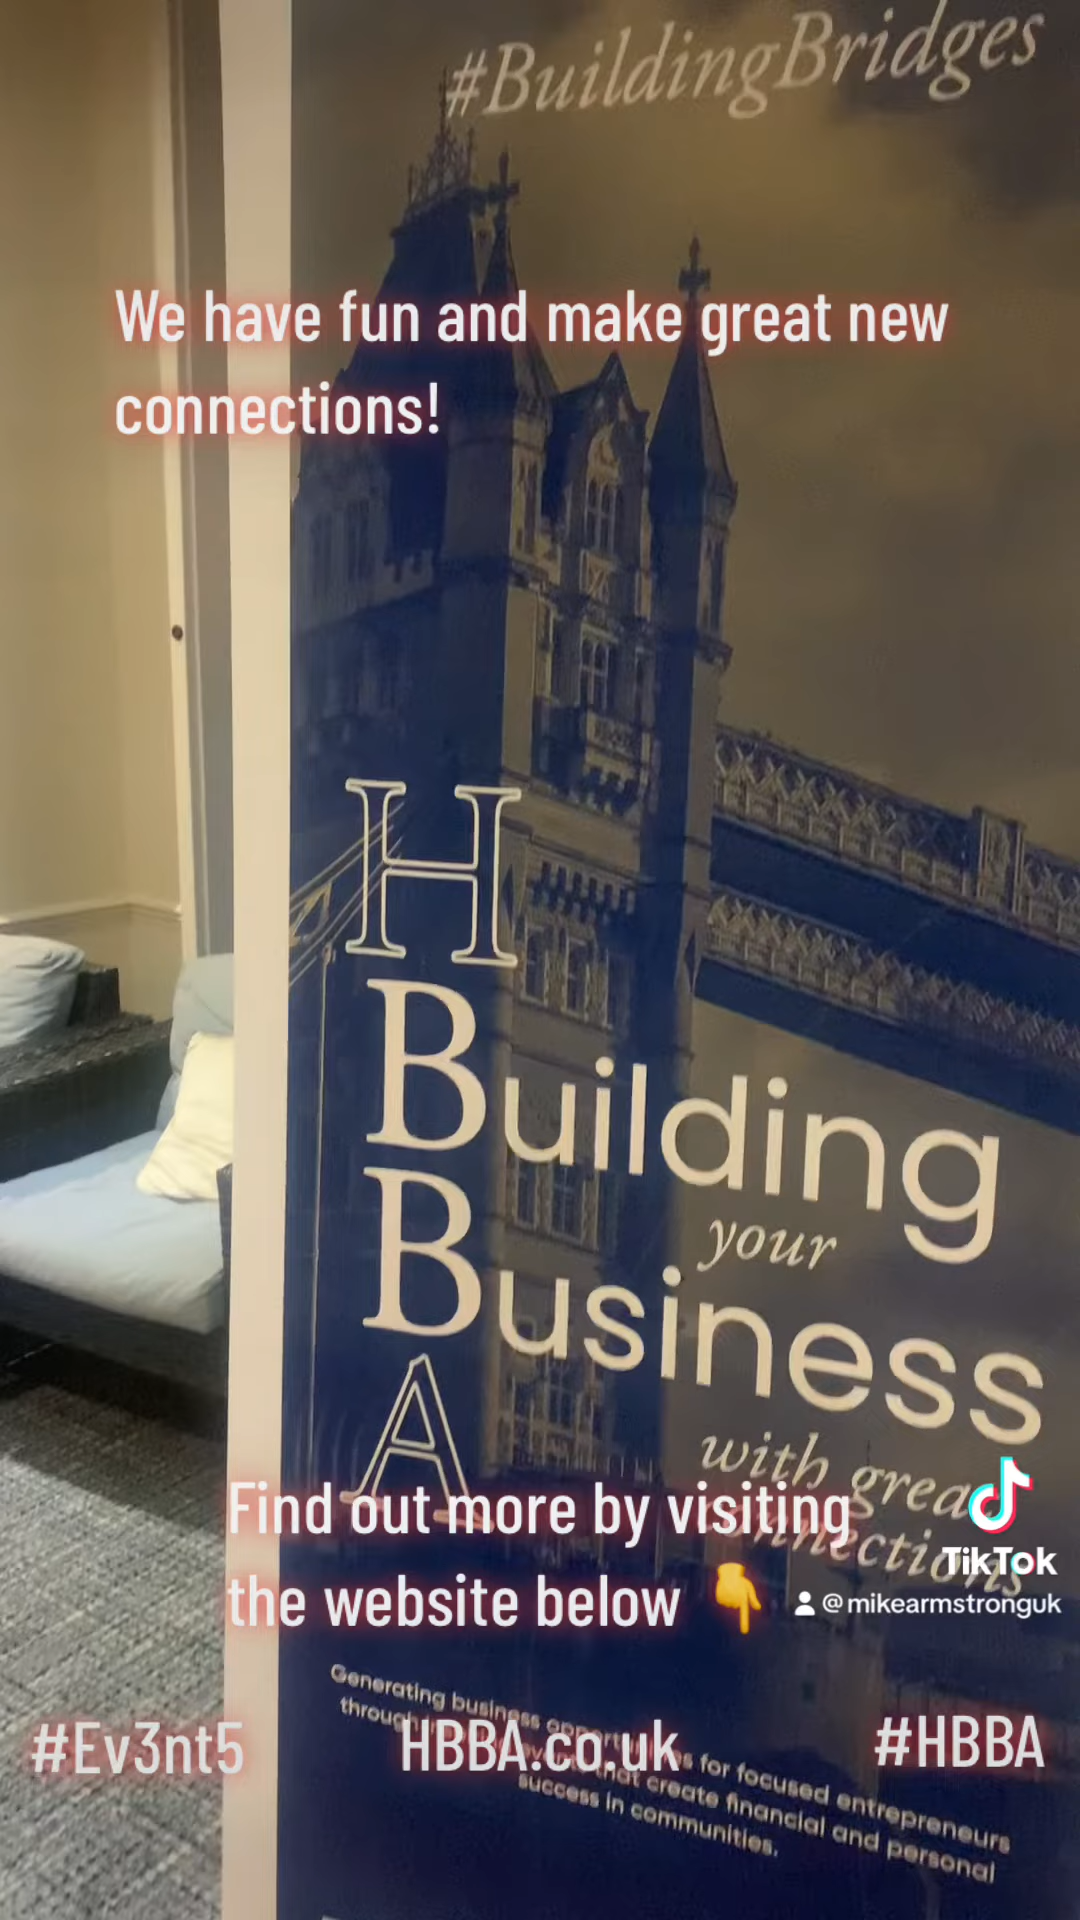 #BuildingBridges
We have fun and make great new
connections!
H
Building
your
Business
with great
connections
A
Find out more by visiting
the website below 👇
TikTok
@mikearmstronguk
Generating business opportunities for focused entrepreneurs
through events that create financial and personal
success in communities.
#Ev3nt5
HBBA.co.uk
#HBBA